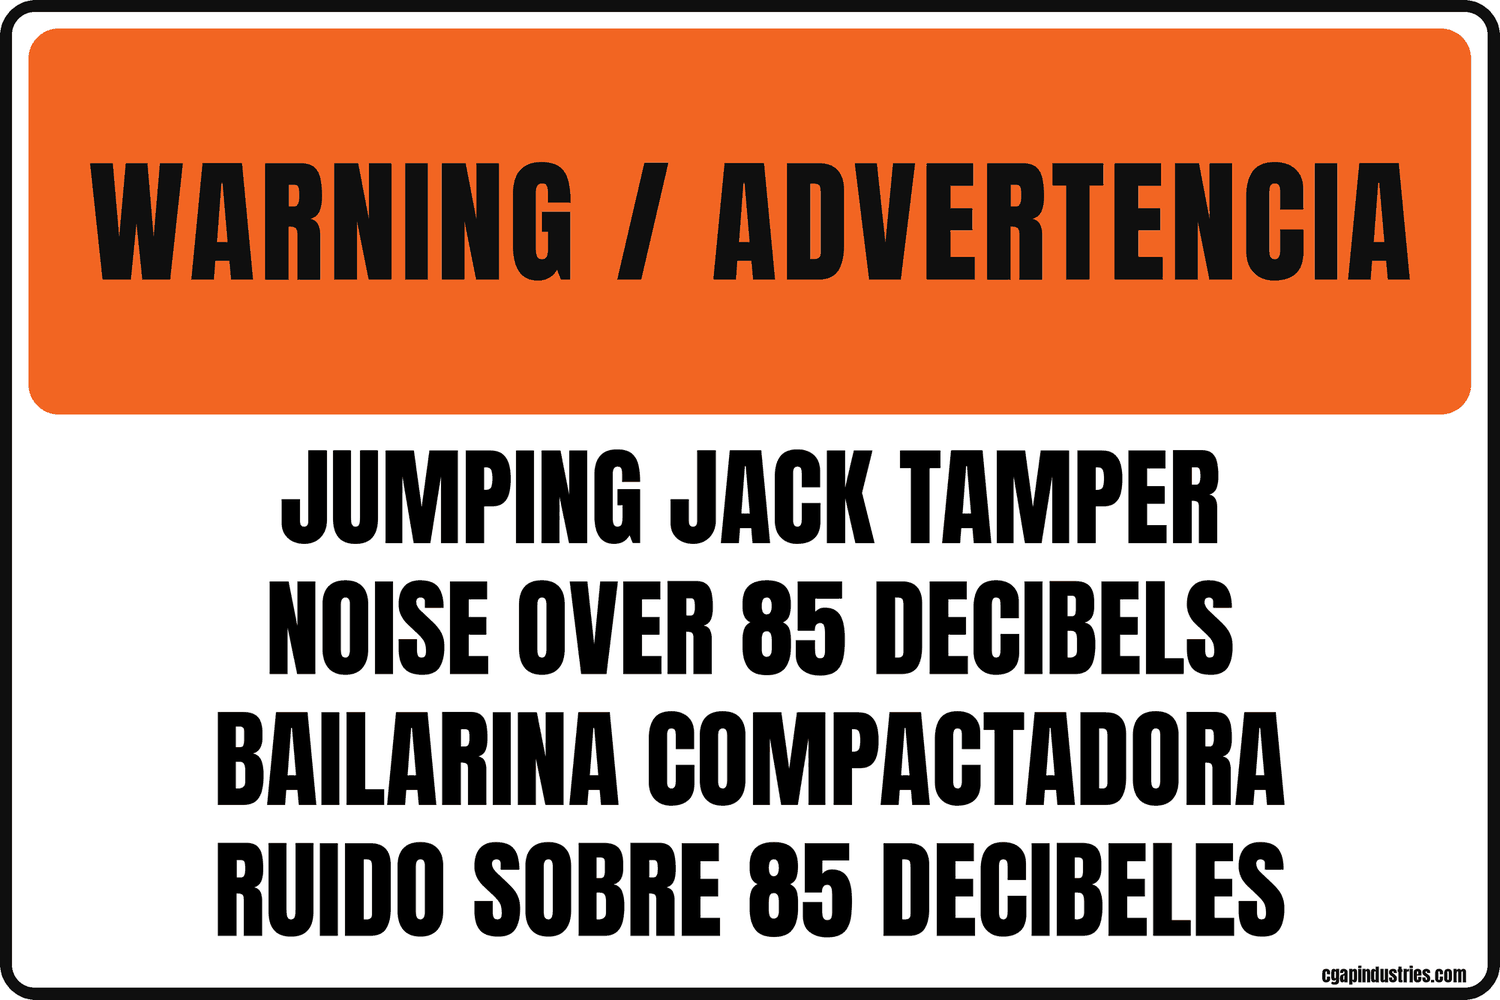 WARNING / ADVERTENCIA
JUMPING JACK TAMPER
NOISE OVER 85 DECIBELS
BAILARINA COMPACTADORA
RUIDO SOBRE 85 DECIBELES
cgapindustries.com